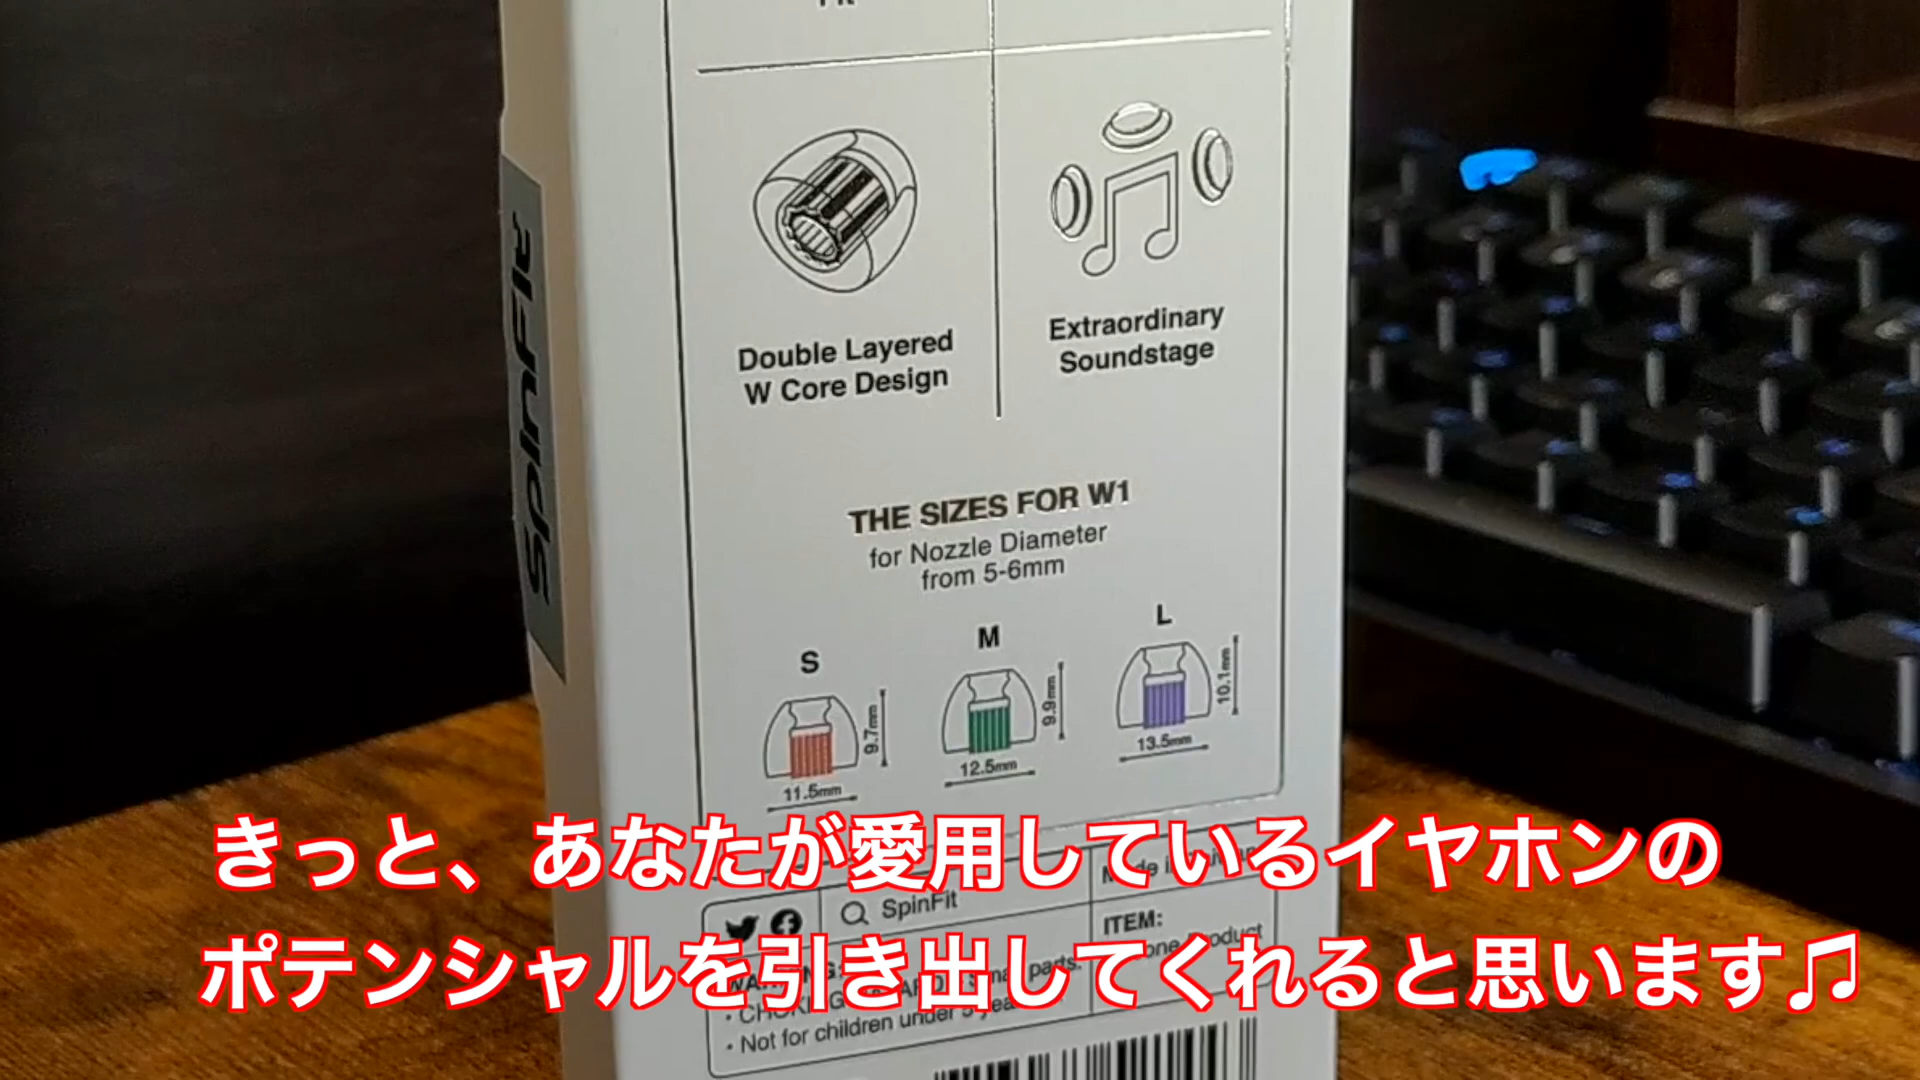 SpinFit
Double Layered
W Core Design
Extraordinary
Soundstage
THE SIZES FOR W1
for Nozzle Diameter
from 5-6mm
S
M
L
9.7mm
9.9mm
10.1mm
11.5mm
12.5mm
13.5mm
きっと、あなたが愛用しているイヤホンの
SpinFit
ITEM:
ポテンシャルを引き出してくれると思います♫
parts.
• Not for children under